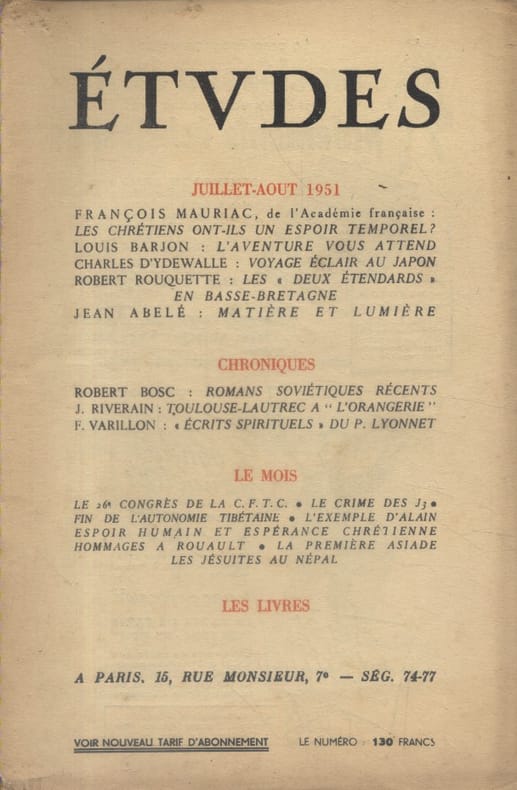 ÉTVDES
JUILLET-AOUT 1951
FRANÇOIS MAURIAC, de l'Académie française :
LES CHRÉTIENS ONT-ILS UN ESPOIR TEMPOREL?
LOUIS BARJON : L'AVENTURE VOUS ATTEND
CHARLES D'YDEWALLE : VOYAGE ÉCLAIR AU JAPON
ROBERT ROUQUETTE : LES « DEUX ÉTENDARDS »
EN BASSE-BRETAGNE
JEAN ABELÉ : MATIÈRE ET LUMIÈRE
CHRONIQUES
ROBERT BOSC : ROMANS SOVIÉTIQUES RÉCENTS
J. RIVERAIN : TOULOUSE-LAUTREC A “ L'ORANGERIE ”
F. VARILLON : « ÉCRITS SPIRITUELS » DU P. LYONNET
LE MOIS
LE 26e CONGRÈS DE LA C.F.T.C. • LE CRIME DES J3 •
FIN DE L'AUTONOMIE TIBÉTAINE • L'EXEMPLE D'ALAIN
ESPOIR HUMAIN ET ESPÉRANCE CHRÉTIENNE
HOMMAGES A ROUAULT • LA PREMIÈRE ASIADE
LES JÉSUITES AU NÉPAL
LES LIVRES
A PARIS. 15, RUE MONSIEUR, 7e — SÉG. 74-77
VOIR NOUVEAU TARIF D'ABONNEMENT LE NUMÉRO : 130 FRANCS